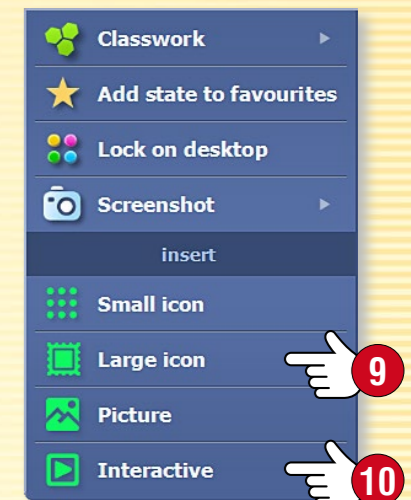 Classwork
Add state to favourites
Lock on desktop
Screenshot
insert
Small icon
Large icon
9
Picture
Interactive
10